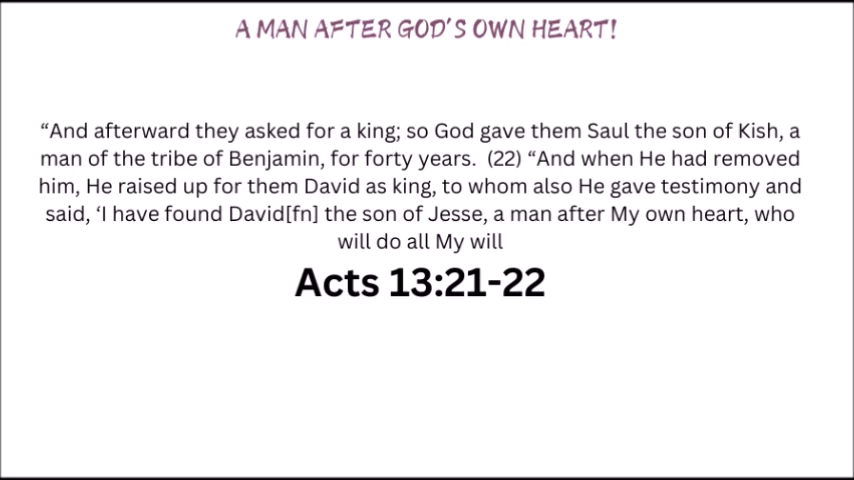 A MAN AFTER GOD'S OWN HEART!
“And afterward they asked for a king; so God gave them Saul the son of Kish, a
man of the tribe of Benjamin, for forty years.  (22) “And when He had removed
him, He raised up for them David as king, to whom also He gave testimony and
said, ‘I have found David[fn] the son of Jesse, a man after My own heart, who
will do all My will
Acts 13:21-22